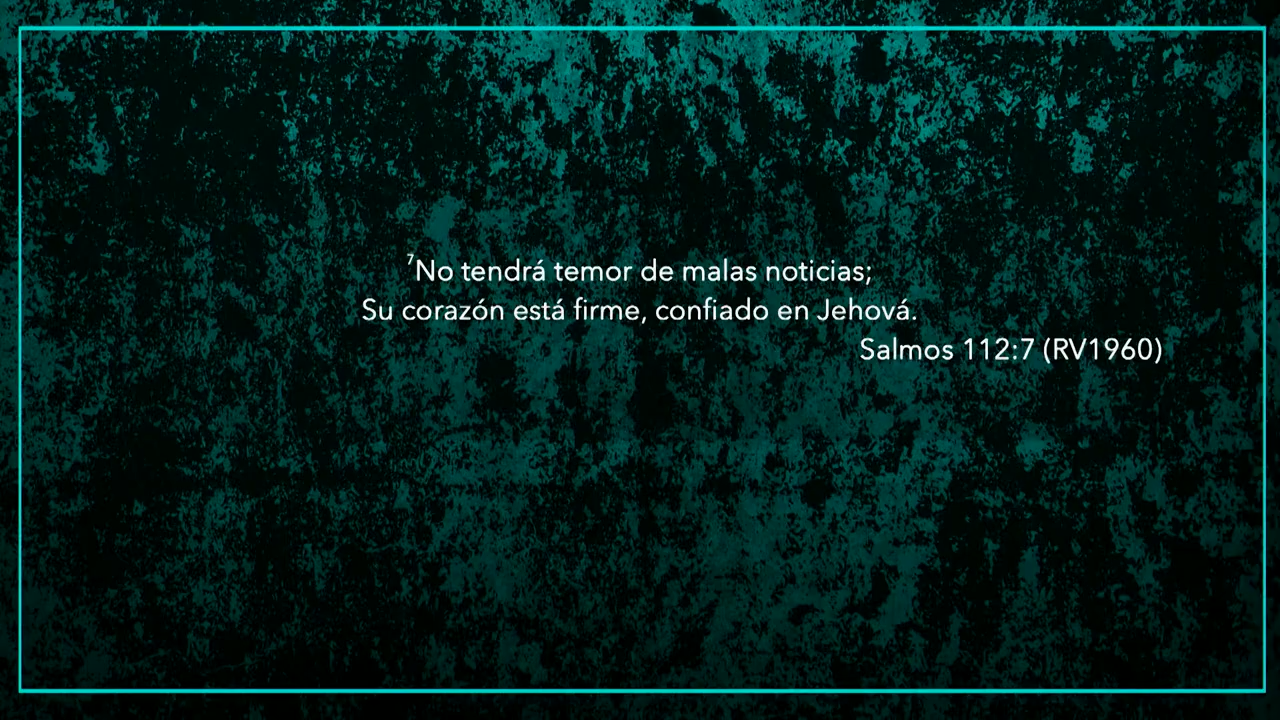 ⁷No tendrá temor de malas noticias;
Su corazón está firme, confiado en Jehová.
Salmos 112:7 (RV1960)